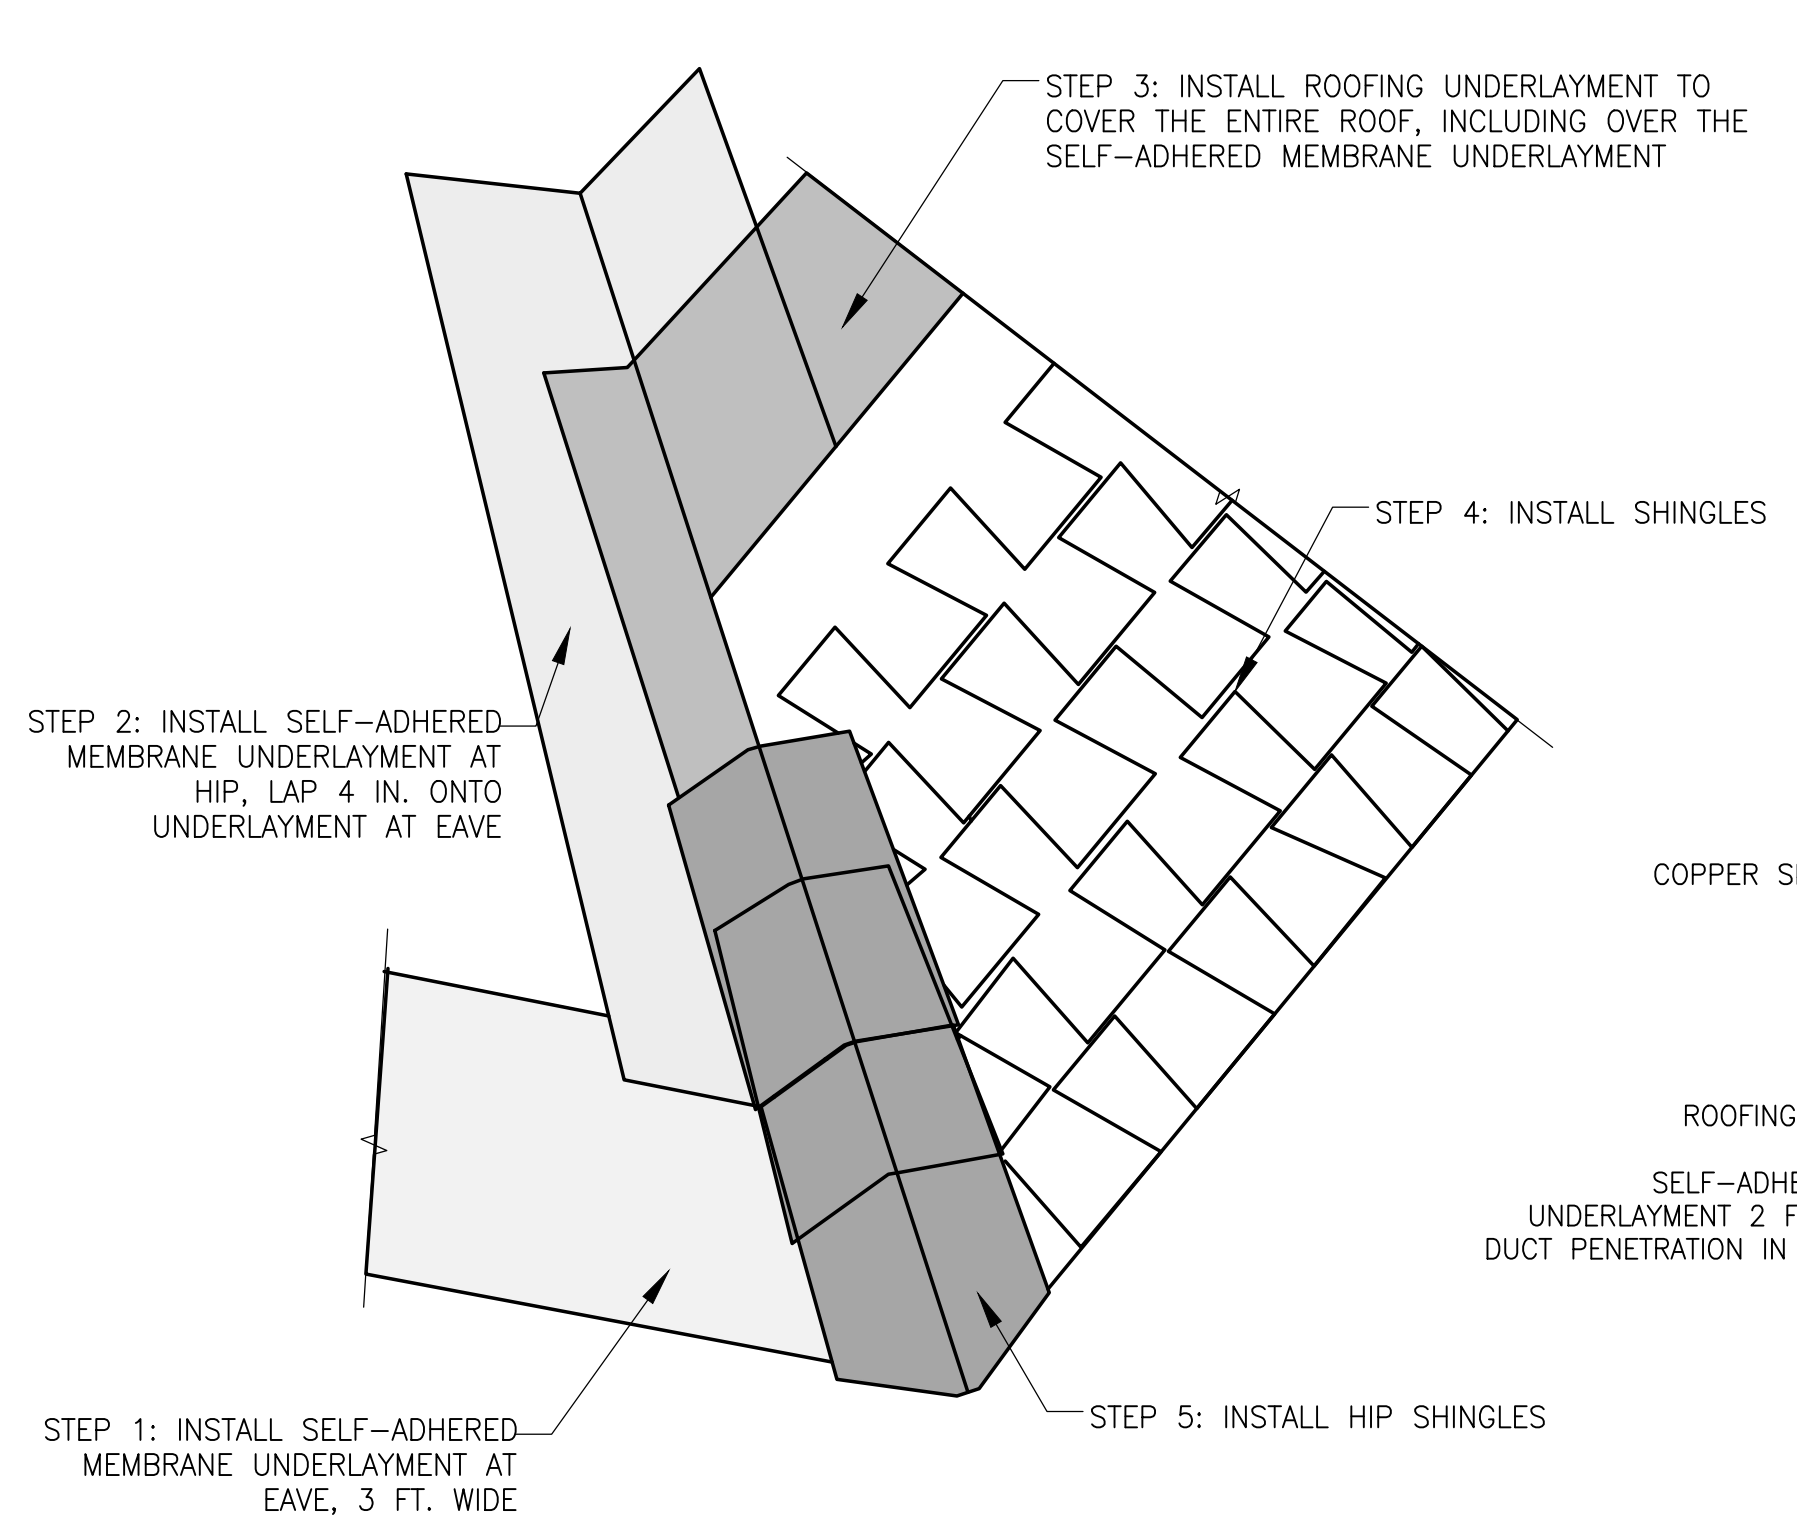 STEP 3: INSTALL ROOFING UNDERLAYMENT TO
COVER THE ENTIRE ROOF, INCLUDING OVER THE
SELF-ADHERED MEMBRANE UNDERLAYMENT
STEP 4: INSTALL SHINGLES
STEP 2: INSTALL SELF-ADHERED
MEMBRANE UNDERLAYMENT AT
HIP, LAP 4 IN. ONTO
UNDERLAYMENT AT EAVE
COPPER
ROOFING
SELF-ADHE
UNDERLAYMENT 2 F
DUCT PENETRATION IN
STEP 5: INSTALL HIP SHINGLES
STEP 1: INSTALL SELF-ADHERED
MEMBRANE UNDERLAYMENT AT
EAVE, 3 FT. WIDE